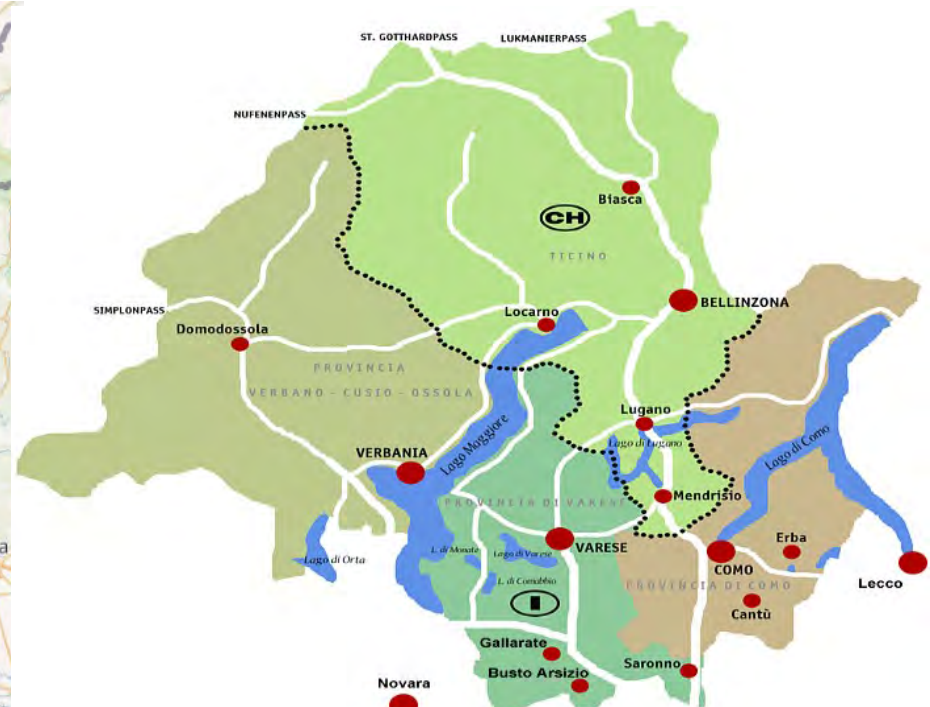 ST. GOTTHARDPASS
LUKMANIERPASS
NUFENENPASS
Biasca
CH
TICINO
SIMPLONPASS
Domodossola
Locarno
BELLINZONA
PROVINCIA
VERBANO - CUSIO - OSSOLA
Lago Maggiore
Lugano
Lago di Lugano
Lago di Como
VERBANIA
Mendrisio
PROVINCIA DI VARESE
Lago di Orta
L. di Monate
Lago di Varese
VARESE
L. di Comabbio
I
COMO
Erba
Lecco
PROVINCIA DI COMO
Cantù
Gallarate
Busto Arsizio
Saronno
Novara
a